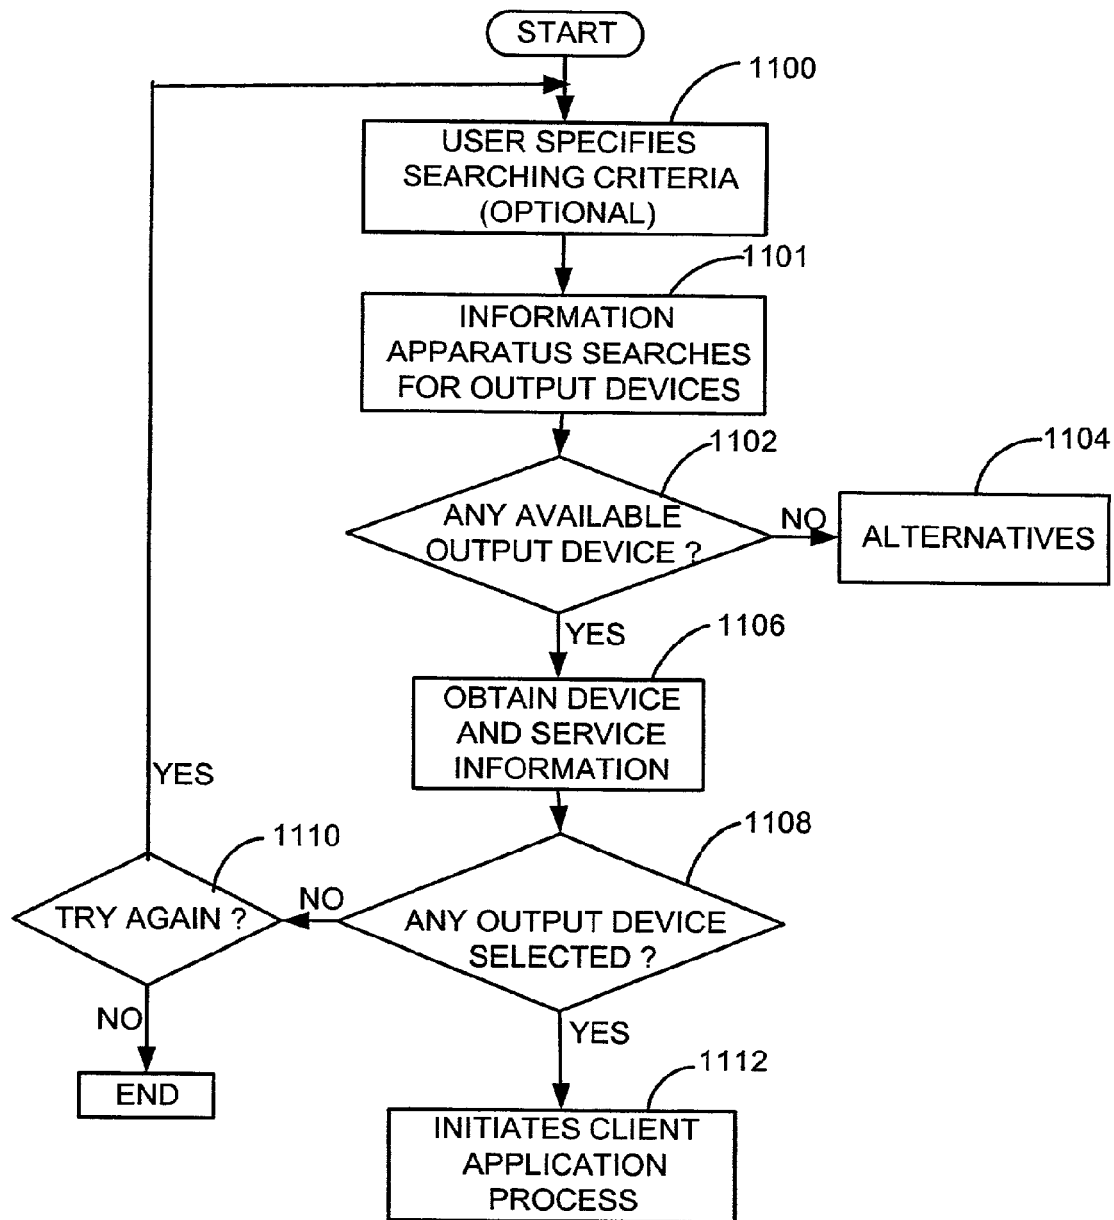 START
1100
USER SPECIFIES
SEARCHING CRITERIA
(OPTIONAL)
1101
INFORMATION
APPARATUS SEARCHES
FOR OUTPUT DEVICES
1102
1104
ANY AVAILABLE
OUTPUT DEVICE ?
NO
ALTERNATIVES
YES
1106
OBTAIN DEVICE
AND SERVICE
INFORMATION
YES
1108
1110
TRY AGAIN ?
NO
ANY OUTPUT DEVICE
SELECTED ?
NO
YES
END
1112
INITIATES CLIENT
APPLICATION
PROCESS